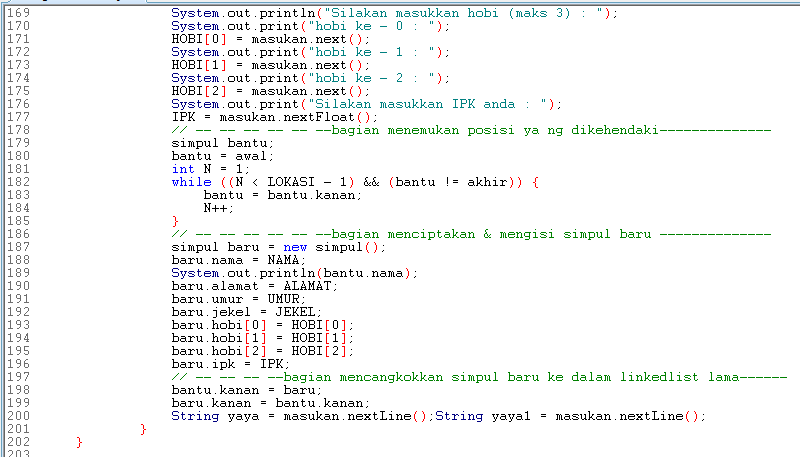 169 System.out.println("Silakan masukkan hobi (maks 3) : ");
170 System.out.print("hobi ke - 0 : ");
171 HOBI[0] = masukan.next();
172 System.out.print("hobi ke - 1 : ");
173 HOBI[1] = masukan.next();
174 System.out.print("hobi ke - 2 : ");
175 HOBI[2] = masukan.next();
176 System.out.print("Silakan masukkan IPK anda : ");
177 IPK = masukan.nextFloat();
178 // -- -- -- -- -- --bagian menemukan posisi ya ng dikehendaki--------------
179 simpul bantu;
180 bantu = awal;
181 int N = 1;
182 while ((N < LOKASI - 1) && (bantu != akhir)) {
183 bantu = bantu.kanan;
184 N++;
185 }
186 // -- -- -- -- -- --bagian menciptakan & mengisi simpul baru --------------
187 simpul baru = new simpul();
188 baru.nama = NAMA;
189 System.out.println(bantu.nama);
190 baru.alamat = ALAMAT;
191 baru.umur = UMUR;
192 baru.jekel = JEKEL;
193 baru.hobi[0] = HOBI[0];
194 baru.hobi[1] = HOBI[1];
195 baru.hobi[2] = HOBI[2];
196 baru.ipk = IPK;
197 // -- -- -- --bagian mencangkokkan simpul baru ke dalam linkedlist lama------
198 bantu.kanan = baru;
199 baru.kanan = bantu.kanan;
200 String yaya = masukan.nextLine();String yaya1 = masukan.nextLine();
201 }
202 }
203